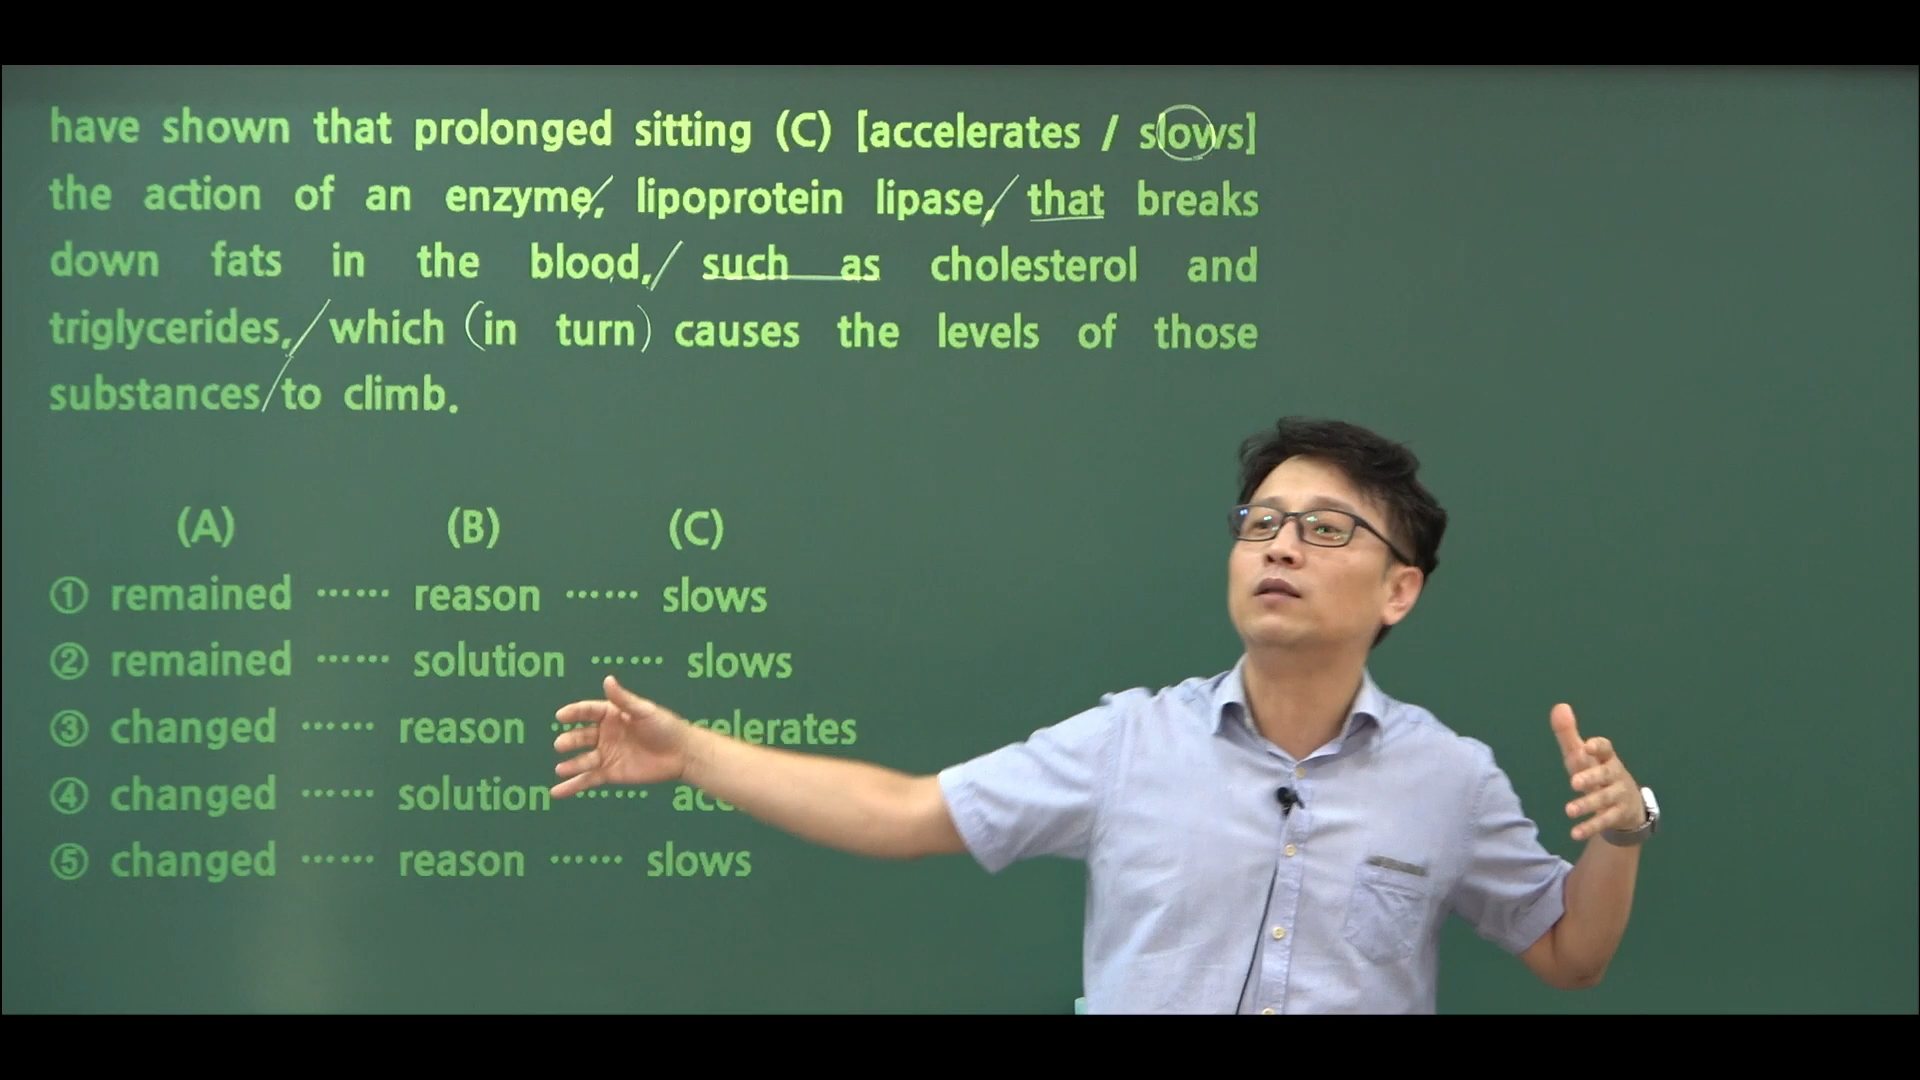 have shown that prolonged sitting (C) [accelerates / slows]
the action of an enzyme, lipoprotein lipase, that breaks
down fats in the blood, such as cholesterol and
triglycerides, which (in turn) causes the levels of those
substances to climb.
(A) (B) (C)
① remained ······ reason ······ slows
② remained ······ solution ······ slows
③ changed ······ reason
④ changed ······ solution ······
⑤ changed ······ reason ······ slows